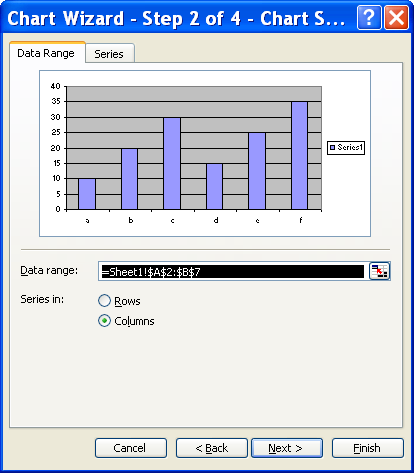 Chart Wizard - Step 2 of 4 - Chart S...
Data Range
Series
40
35
30
25
20
15
10
5
0
a b c d e f
Series1
Data range:
=Sheet1!$A$2:$B$7
Series in:
Rows
Columns
Cancel
< Back
Next >
Finish